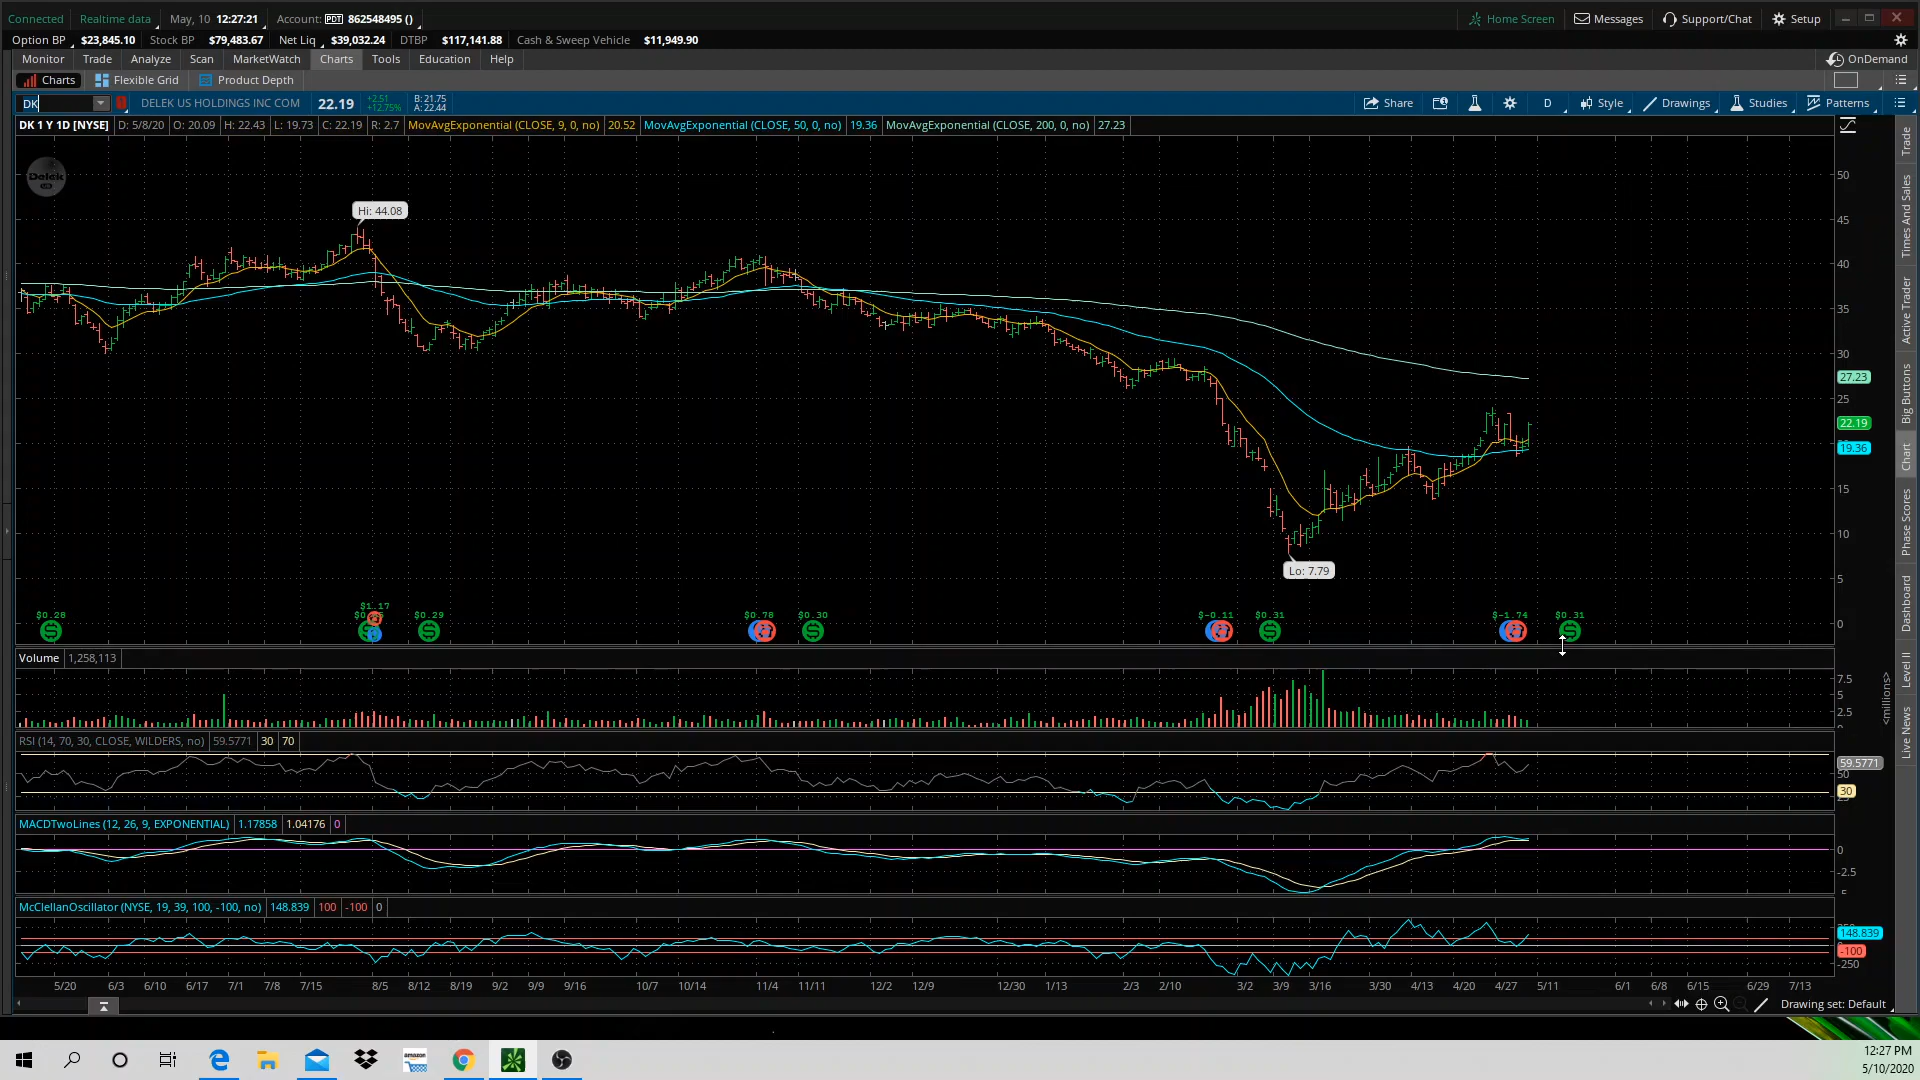 Connected Realtime data May, 10 12:27:21 Account: PDT 862548495 () Home Screen Messages Support/Chat Setup
Option BP $23,845.10 Stock BP $79,483.67 Net Liq $39,032.24 DTBP $117,141.88 Cash & Sweep Vehicle $11,949.90
Monitor Trade Analyze Scan MarketWatch Charts Tools Education Help OnDemand
Charts Flexible Grid Product Depth
DK DELEK US HOLDINGS INC COM 22.19 +2.51 +12.75% B: 21.75 A: 22.44 Share D Style Drawings Studies Patterns
DK 1 Y 1D [NYSE] D: 5/8/20 O: 20.09 H: 22.43 L: 19.73 C: 22.19 R: 2.7 MovAvgExponential (CLOSE, 9, 0, no) 20.52 MovAvgExponential (CLOSE, 50, 0, no) 19.36 MovAvgExponential (CLOSE, 200, 0, no) 27.23
Delek
US
Hi: 44.08
Lo: 7.79
50
45
40
35
30
27.23
25
22.19
19.36
15
10
5
0
$0.28 $1.17 $0.29 $0.78 $0.30 $-0.11 $0.31 $-1.74 $0.31
Volume 1,258,113
7.5
5
2.5
<millions>
RSI (14, 70, 30, CLOSE, WILDERS, no) 59.5771 30 70
59.5771
50
30
MACDTwoLines (12, 26, 9, EXPONENTIAL) 1.17858 1.04176 0
0
-2.5
McClellanOscillator (NYSE, 19, 39, 100, -100, no) 148.839 100 -100 0
148.839
-100
-250
5/20 6/3 6/10 6/17 7/1 7/8 7/15 8/5 8/12 8/19 9/2 9/9 9/16 10/7 10/14 11/4 11/11 12/2 12/9 12/30 1/13 2/3 2/10 3/2 3/9 3/16 3/30 4/13 4/20 4/27 5/11 6/1 6/8 6/15 6/29 7/13
Drawing set: Default
Trade
Times And Sales
Active Trader
Big Buttons
Chart
Phase Scores
Dashboard
Level II
Live News
amazon
12:27 PM
5/10/2020